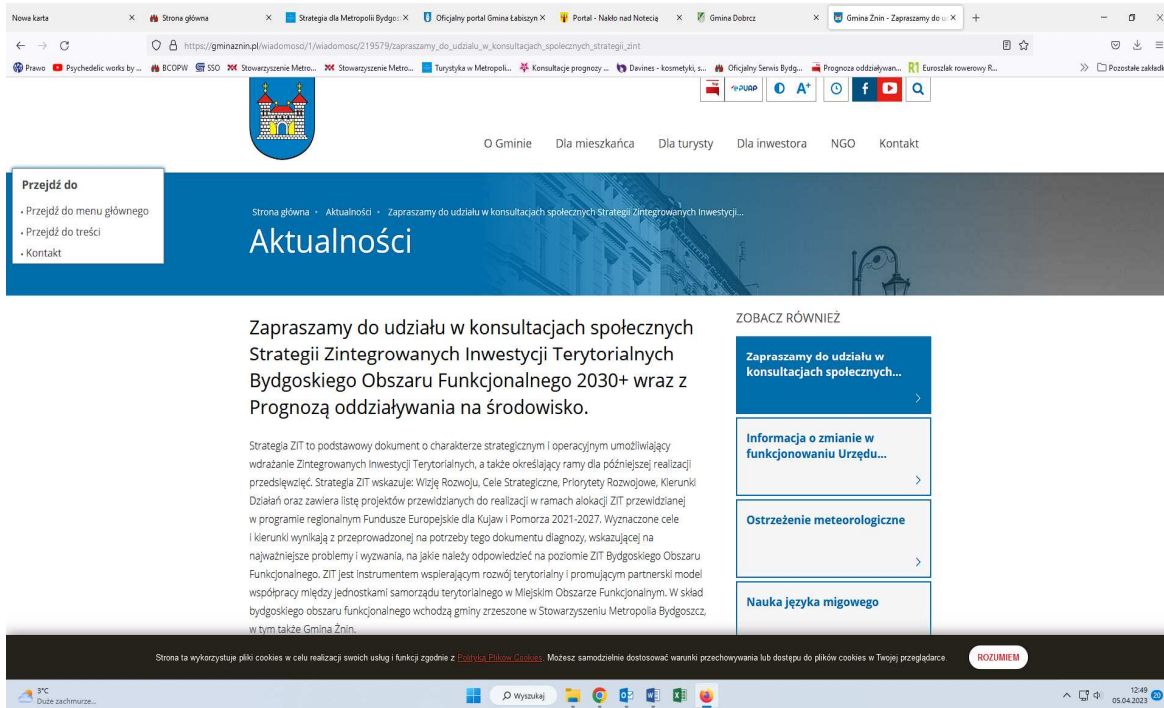 Nowa karta
Strona główna
Strategia dla Metropolii Bydgos
Oficjalny portal Gmina Łabiszyn
Portal - Nakło nad Notecią
Gmina Dobrcz
Gmina Żnin - Zapraszamy do u
https://gminaznin.pl/wiadomosc/1/wiadomosc/219579/zapraszamy_do_udzialu_w_konsultacjach_spolecznych_strategii_zint
Prawo
Psychedelic works by ...
BCOPW
SSO
Stowarzyszenie Metro...
Stowarzyszenie Metro...
Turystyka w Metropoli...
Konsultacje prognozy ...
Davines - kosmetyki, s...
Oficjalny Serwis Bydg...
Prognoza oddziaływan...
R1 Euroszlak rowerowy R...
Pozostałe zakładk
bip
ePUAP
A+
O Gminie
Dla mieszkańca
Dla turysty
Dla inwestora
NGO
Kontakt
Przejdź do
Przejdź do menu głównego
Przejdź do treści
Kontakt
Strona główna • Aktualności • Zapraszamy do udziału w konsultacjach społecznych Strategii Zintegrowanych Inwestycji...
Aktualności
Zapraszamy do udziału w konsultacjach społecznych
Strategii Zintegrowanych Inwestycji Terytorialnych
Bydgoskiego Obszaru Funkcjonalnego 2030+ wraz z
Prognozą oddziaływania na środowisko.
Strategia ZIT to podstawowy dokument o charakterze strategicznym i operacyjnym umożliwiający
wdrażanie Zintegrowanych Inwestycji Terytorialnych, a także określający ramy dla późniejszej realizacji
przedsięwzięć. Strategia ZIT wskazuje: Wizję Rozwoju, Cele Strategiczne, Priorytety Rozwojowe, Kierunki
Działań oraz zawiera listę projektów przewidzianych do realizacji w ramach alokacji ZIT przewidzianej
w programie regionalnym Fundusze Europejskie dla Kujaw i Pomorza 2021-2027. Wyznaczone cele
i kierunki wynikają z przeprowadzonej na potrzeby tego dokumentu diagnozy, wskazującej na
najważniejsze problemy i wyzwania, na jakie należy odpowiedzieć na poziomie ZIT Bydgoskiego Obszaru
Funkcjonalnego. ZIT jest instrumentem wspierającym rozwój terytorialny i promującym partnerski model
współpracy między jednostkami samorządu terytorialnego w Miejskim Obszarze Funkcjonalnym. W skład
bydgoskiego obszaru funkcjonalnego wchodzą gminy zrzeszone w Stowarzyszeniu Metropolia Bydgoszcz,
w tym także Gmina Żnin.
ZOBACZ RÓWNIEŻ
Zapraszamy do udziału w
konsultacjach społecznych...
Informacja o zmianie w
funkcjonowaniu Urzędu...
Ostrzeżenie meteorologiczne
Nauka języka migowego
Strona ta wykorzystuje pliki cookies w celu realizacji swoich usług i funkcji zgodnie z Polityką Plików Cookies. Możesz samodzielnie dostosować warunki przechowywania lub dostępu do plików cookies w Twojej przeglądarce.
ROZUMIEM
3°C
Duże zachmurze...
Wyszukaj
12:49
05.04.2023
20